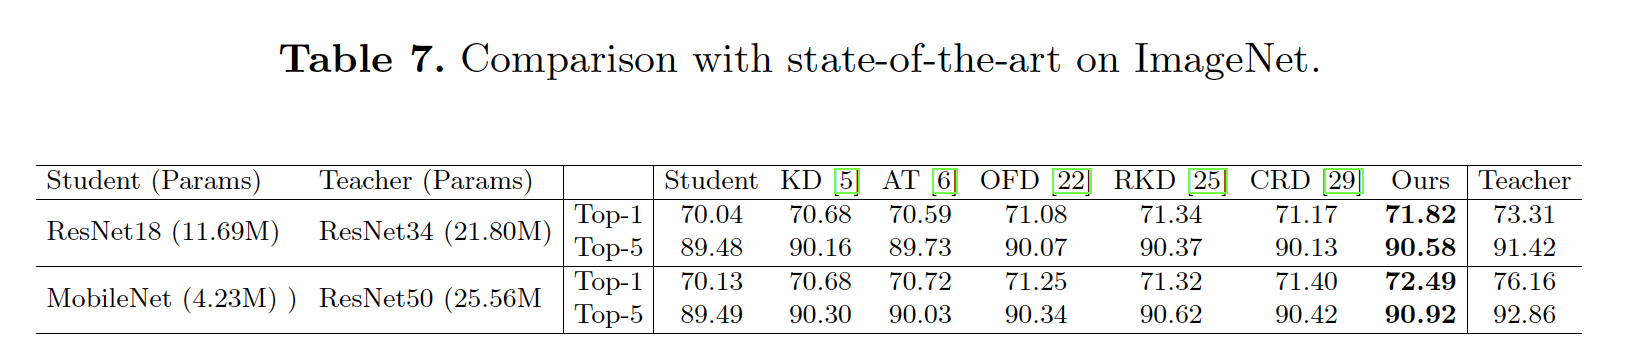 Table 7. Comparison with state-of-the-art on ImageNet.
Student (Params) Teacher (Params) Student KD [5] AT [6] OFD [22] RKD [25] CRD [29] Ours Teacher
ResNet18 (11.69M) ResNet34 (21.80M) Top-1 70.04 70.68 70.59 71.08 71.34 71.17 71.82 73.31
Top-5 89.48 90.16 89.73 90.07 90.37 90.13 90.58 91.42
MobileNet (4.23M) ) ResNet50 (25.56M Top-1 70.13 70.68 70.72 71.25 71.32 71.40 72.49 76.16
Top-5 89.49 90.30 90.03 90.34 90.62 90.42 90.92 92.86